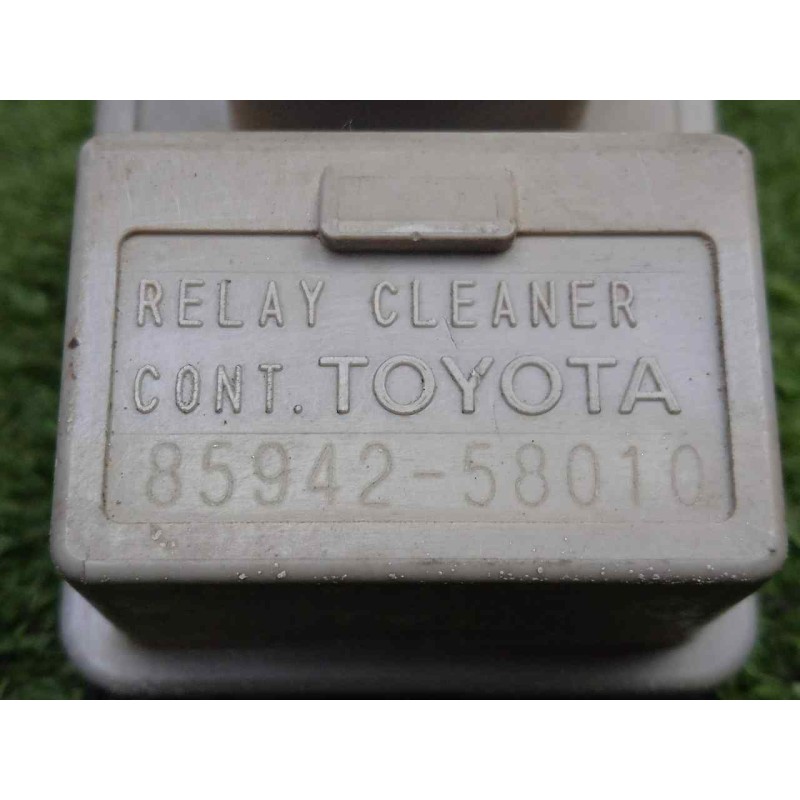 RELAY CLEANER
CONT. TOYOTA
85942-58010